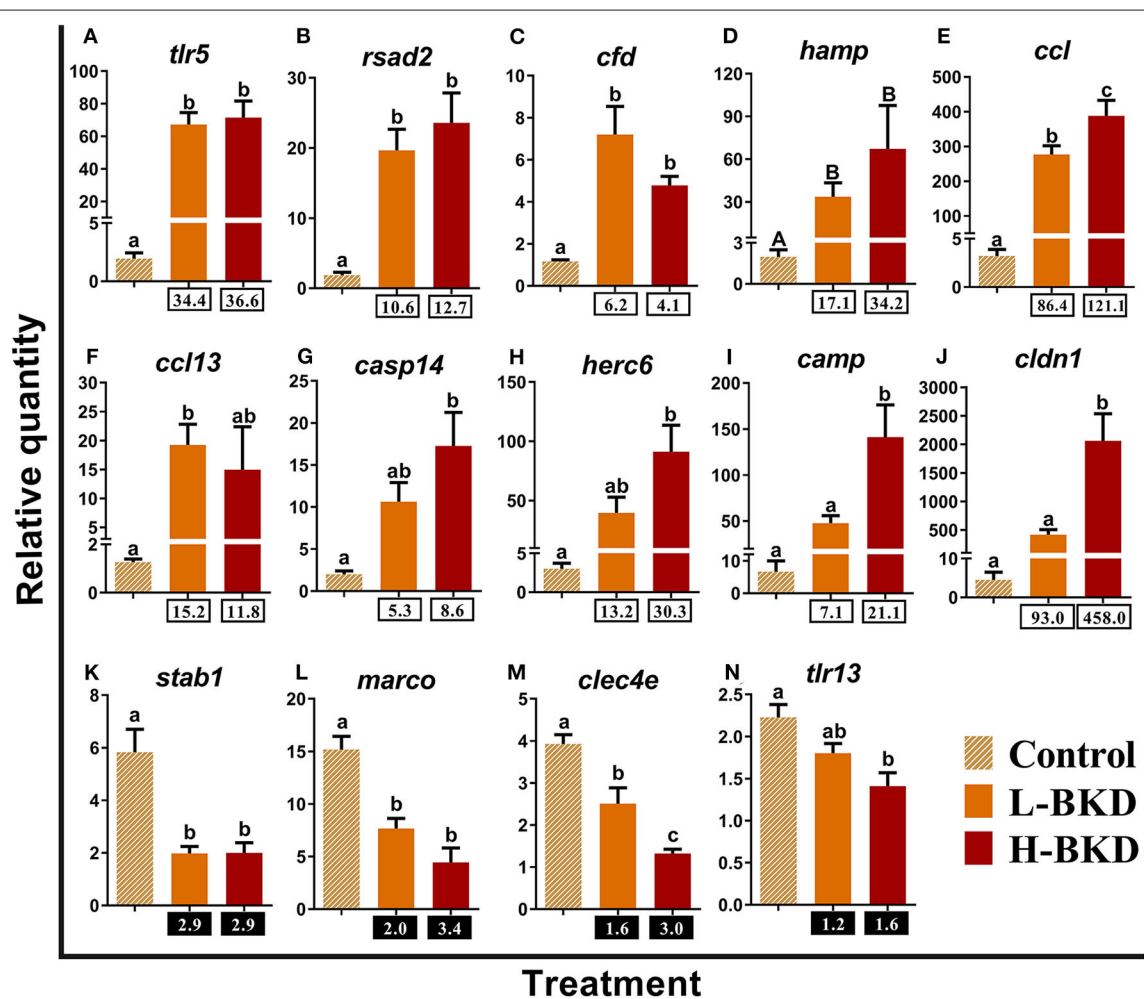 A
tlr5
100
80
60
40
20
5
0
a
b
b
34.4
36.6
B
rsad2
30
20
10
0
a
b
b
10.6
12.7
C
cfd
10
8
6
4
2
0
a
b
b
6.2
4.1
D
hamp
120
90
60
30
3
0
A
B
B
17.1
34.2
E
ccl
500
400
300
200
100
5
0
a
b
c
86.4
121.1
F
ccl13
30
25
20
15
10
5
2
0
a
b
ab
15.2
11.8
G
casp14
25
20
15
10
5
0
a
ab
b
5.3
8.6
H
herc6
150
100
50
5
0
a
ab
b
13.2
30.3
I
camp
200
150
100
50
10
0
a
a
b
7.1
21.1
J
cldn1
3000
2500
2000
1500
1000
500
10
0
a
a
b
93.0
458.0
K
stab1
8
6
4
2
0
a
b
b
2.9
2.9
L
marco
20
15
10
5
0
a
b
b
2.0
3.4
M
clec4e
5
4
3
2
1
0
a
b
c
1.6
3.0
N
tlr13
2.5
2.0
1.5
1.0
0.5
0.0
a
ab
b
1.2
1.6
Control
L-BKD
H-BKD
Relative quantity
Treatment